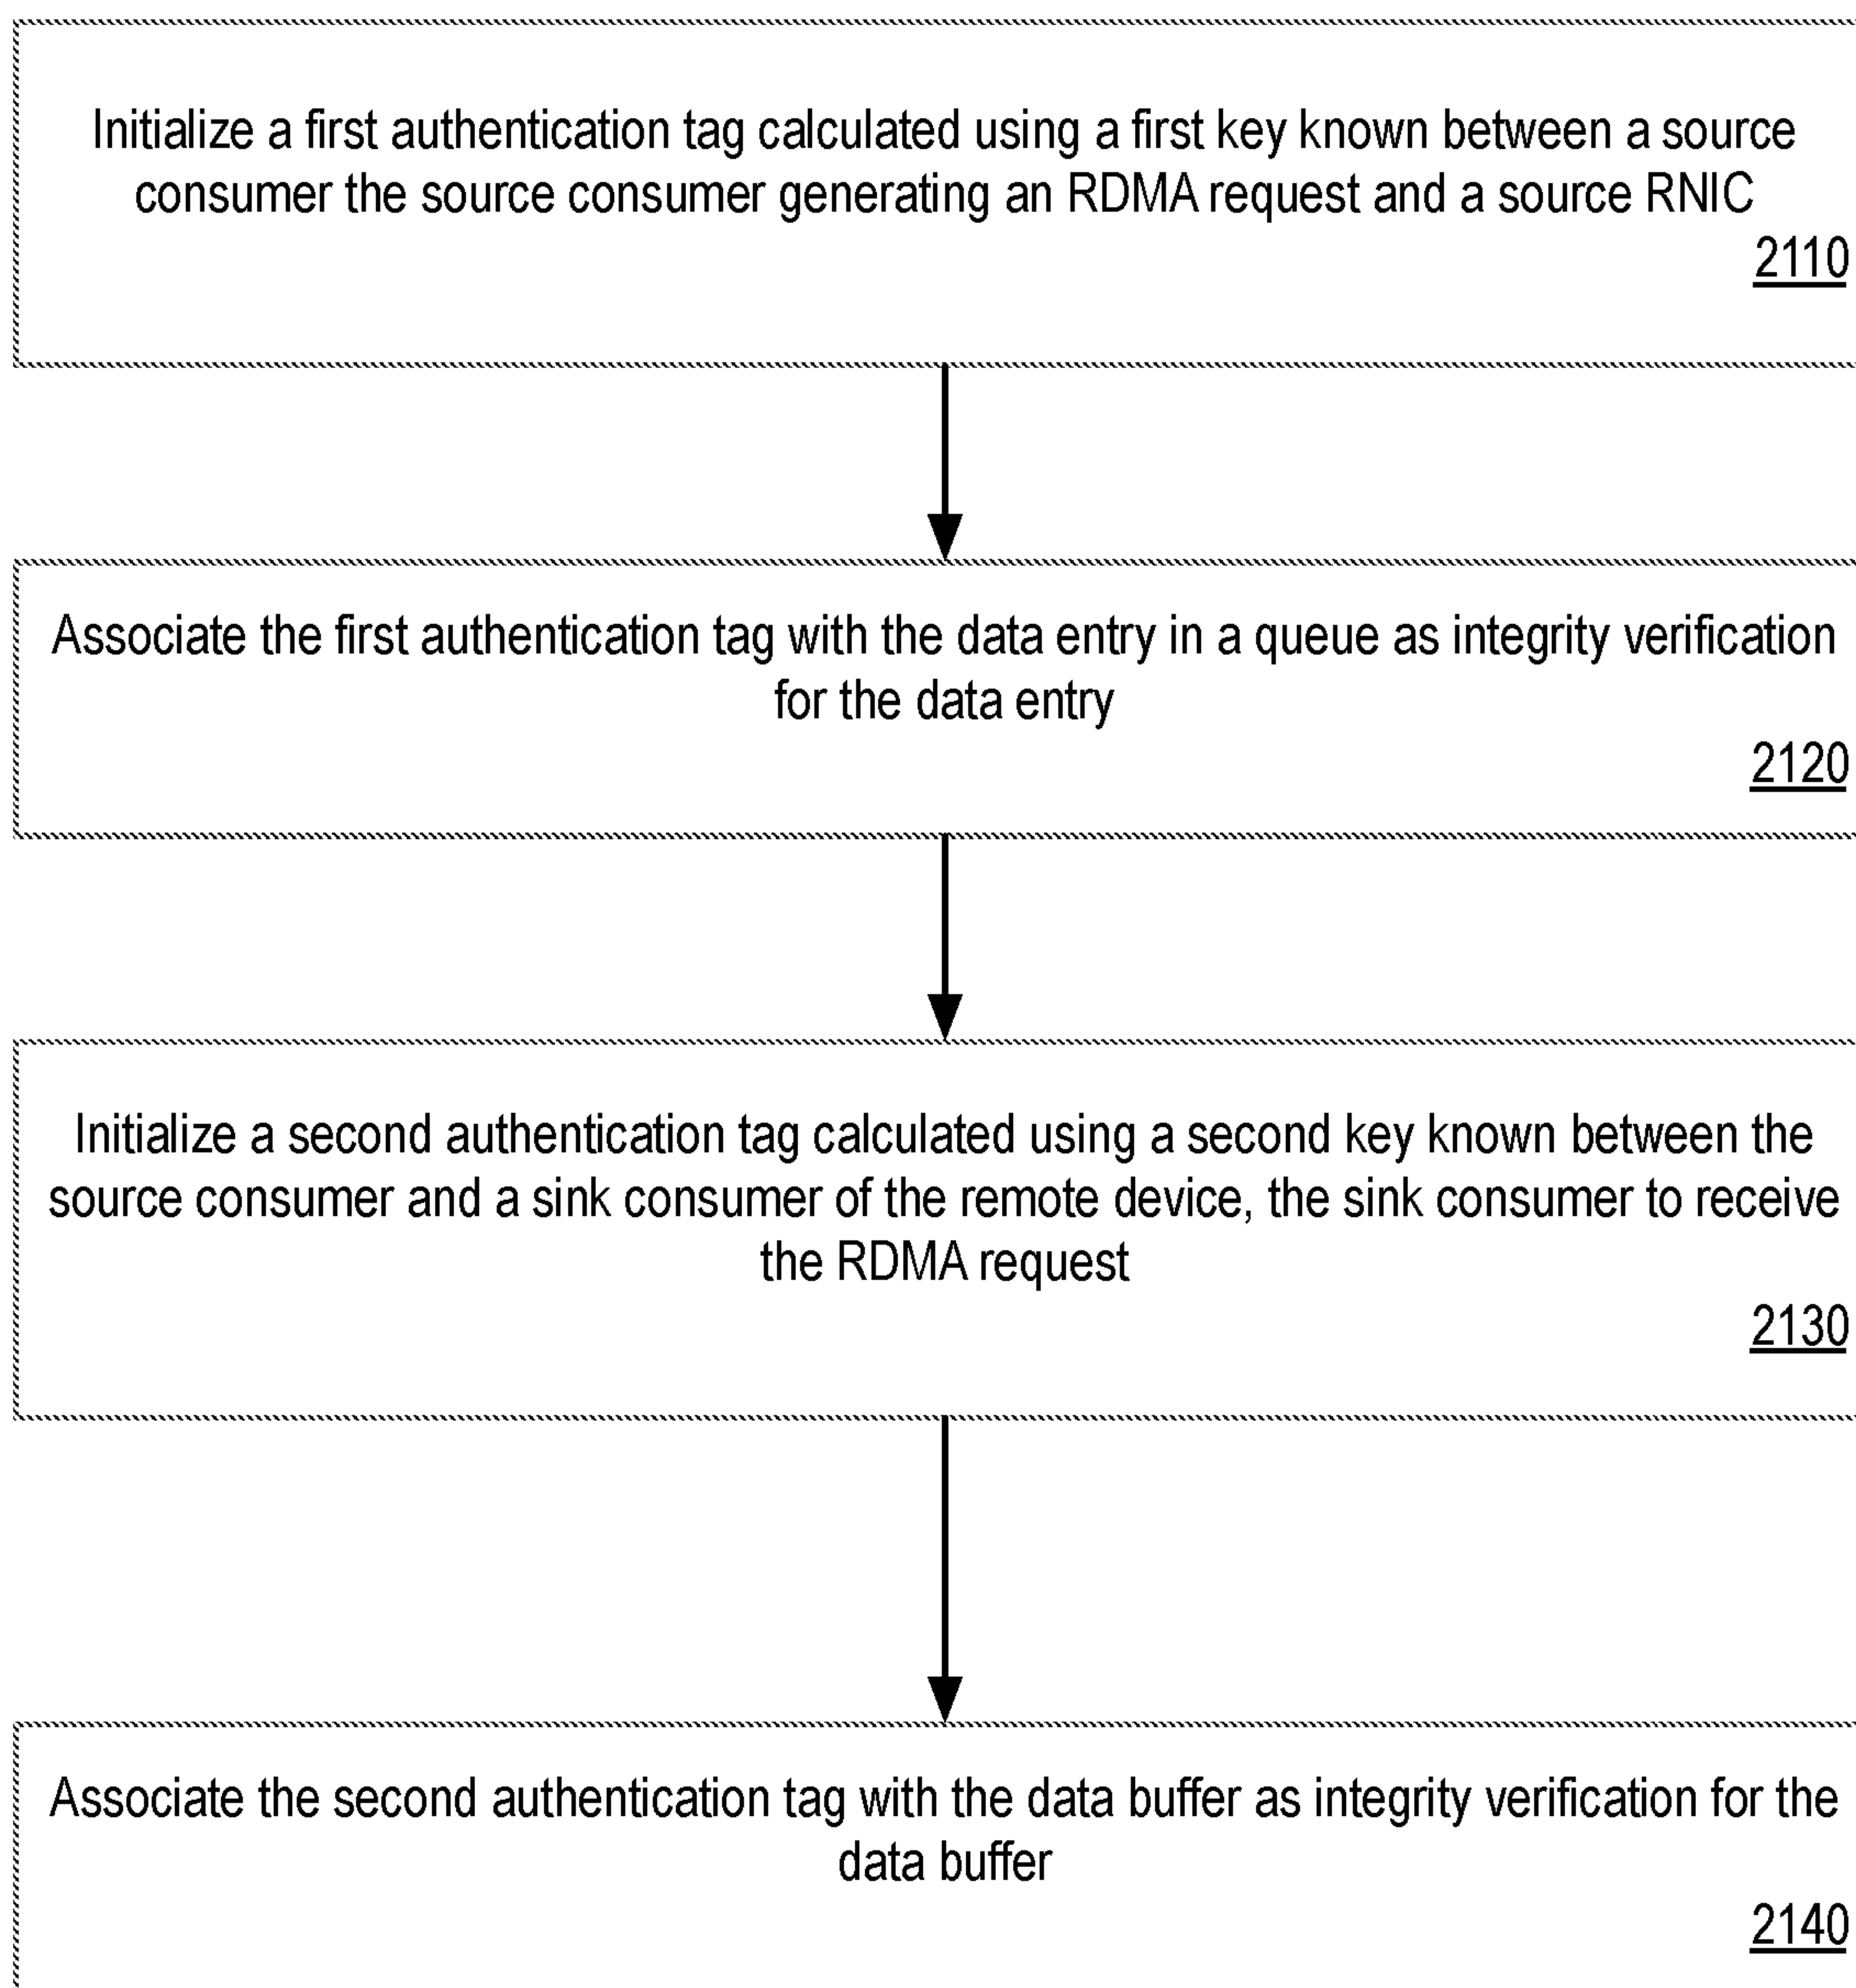 Initialize a first authentication tag calculated using a first key known between a source
consumer the source consumer generating an RDMA request and a source RNIC
2110
Associate the first authentication tag with the data entry in a queue as integrity verification
for the data entry
2120
Initialize a second authentication tag calculated using a second key known between the
source consumer and a sink consumer of the remote device, the sink consumer to receive
the RDMA request
2130
Associate the second authentication tag with the data buffer as integrity verification for the
data buffer
2140